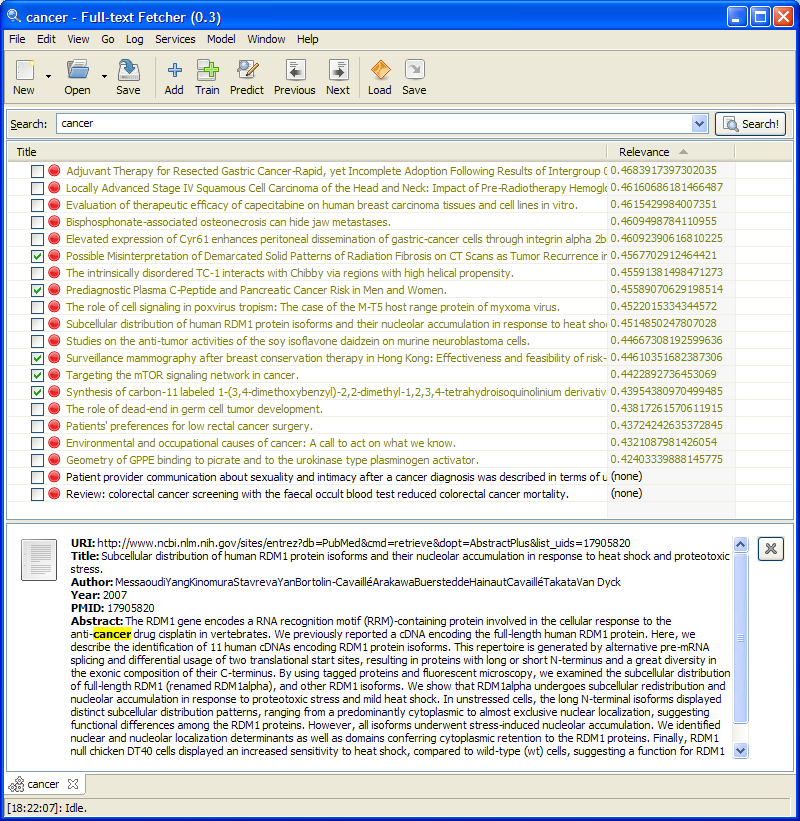 cancer - Full-text Fetcher (0.3)
File Edit View Go Log Services Model Window Help
New Open Save Add Train Predict Previous Next Load Save
Search: cancer Search!
Title Relevance
Adjuvant Therapy for Resected Gastric Cancer-Rapid, yet Incomplete Adoption Following Results of Intergroup 0.4683917397302035
Locally Advanced Stage IV Squamous Cell Carcinoma of the Head and Neck: Impact of Pre-Radiotherapy Hemogl 0.46160686181466487
Evaluation of therapeutic efficacy of capecitabine on human breast carcinoma tissues and cell lines in vitro. 0.4615429984007351
Bisphosphonate-associated osteonecrosis can hide jaw metastases. 0.4609498784110955
Elevated expression of Cyr61 enhances peritoneal dissemination of gastric-cancer cells through integrin alpha 2b 0.46092390616810225
Possible Misinterpretation of Demarcated Solid Patterns of Radiation Fibrosis on CT Scans as Tumor Recurrence in 0.4567702912464421
The intrinsically disordered TC-1 interacts with Chibby via regions with high helical propensity. 0.45591381498471273
Prediagnostic Plasma C-Peptide and Pancreatic Cancer Risk in Men and Women. 0.45589070629198514
The role of cell signaling in poxvirus tropism: The case of the M-T5 host range protein of myxoma virus. 0.4522015334344572
Subcellular distribution of human RDM1 protein isoforms and their nucleolar accumulation in response to heat sho 0.4514850247807028
Studies on the anti-tumor activities of the soy isoflavone daidzein on murine neuroblastoma cells. 0.44667308192599636
Surveillance mammography after breast conservation therapy in Hong Kong: Effectiveness and feasibility of risk- 0.44610351682387306
Targeting the mTOR signaling network in cancer. 0.4422892736453069
Synthesis of carbon-11 labeled 1-(3,4-dimethoxybenzyl)-2,2-dimethyl-1,2,3,4-tetrahydroisoquinolinium derivative 0.43954380970499485
The role of dead-end in germ cell tumor development. 0.43817261570611915
Patients' preferences for low rectal cancer surgery. 0.43724242635372845
Environmental and occupational causes of cancer: A call to act on what we know. 0.4321087981426054
Geometry of GPPE binding to picrate and to the urokinase type plasminogen activator. 0.42403339888145775
Patient provider communication about sexuality and intimacy after a cancer diagnosis was described in terms of u (none)
Review: colorectal cancer screening with the faecal occult blood test reduced colorectal cancer mortality. (none)
URI: http://www.ncbi.nlm.nih.gov/sites/entrez?db=PubMed&cmd=retrieve&dopt=AbstractPlus&list_uids=17905820
Title: Subcellular distribution of human RDM1 protein isoforms and their nucleolar accumulation in response to heat shock and proteotoxic
stress.
Author: MessaoudiYangKinomuraStavrevaYanBortolin-CavailléArakawaBuersteddeHainautCavailléTakataVan Dyck
Year: 2007
PMID: 17905820
Abstract: The RDM1 gene encodes a RNA recognition motif (RRM)-containing protein involved in the cellular response to the
anti-cancer drug cisplatin in vertebrates. We previously reported a cDNA encoding the full-length human RDM1 protein. Here, we
describe the identification of 11 human cDNAs encoding RDM1 protein isoforms. This repertoire is generated by alternative pre-mRNA
splicing and differential usage of two translational start sites, resulting in proteins with long or short N-terminus and a great diversity in
the exonic composition of their C-terminus. By using tagged proteins and fluorescent microscopy, we examined the subcellular distribution
of full-length RDM1 (renamed RDM1alpha), and other RDM1 isoforms. We show that RDM1alpha undergoes subcellular redistribution and
nucleolar accumulation in response to proteotoxic stress and mild heat shock. In unstressed cells, the long N-terminal isoforms displayed
distinct subcellular distribution patterns, ranging from a predominantly cytoplasmic to almost exclusive nuclear localization, suggesting
functional differences among the RDM1 proteins. However, all isoforms underwent stress-induced nucleolar accumulation. We identified
nuclear and nucleolar localization determinants as well as domains conferring cytoplasmic retention to the RDM1 proteins. Finally, RDM1
null chicken DT40 cells displayed an increased sensitivity to heat shock, compared to wild-type (wt) cells, suggesting a function for RDM1
cancer
[18:22:07]: Idle.